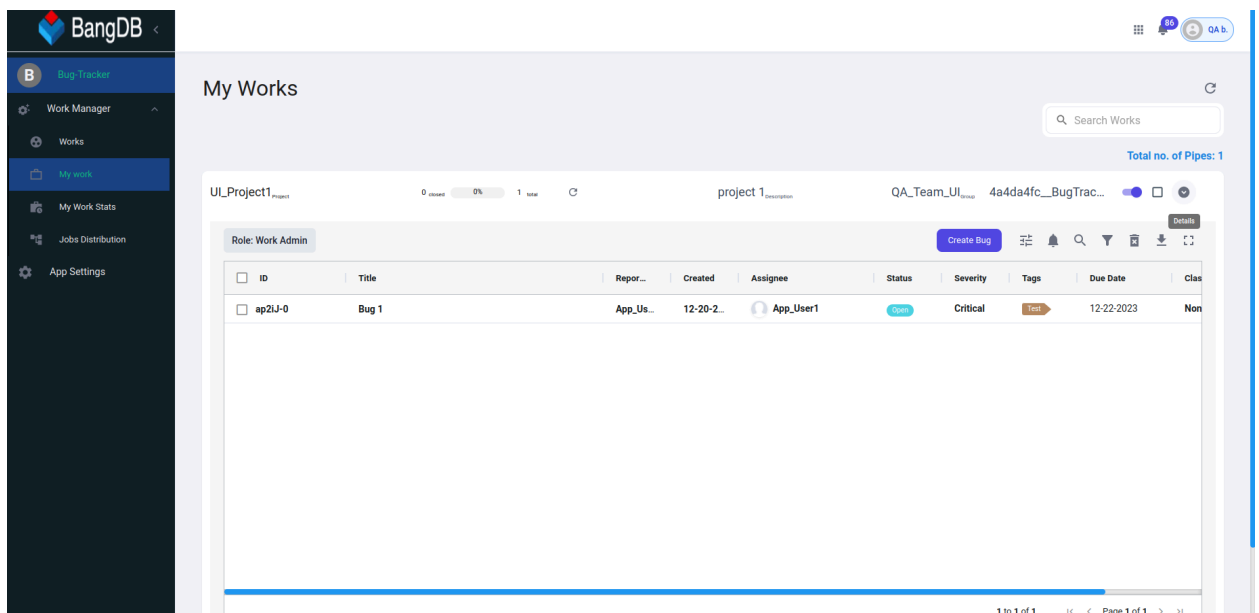 BangDB
86
QA b.
B
Bug-Tracker
Work Manager
Works
My work
My Work Stats
Jobs Distribution
App Settings
My Works
Search Works
Total no. of Pipes: 1
UI_Project1 Project 0 closed 0% 1 total project 1 Description QA_Team_UI Group 4a4da4fc__BugTrac...
Details
Role: Work Admin Create Bug
ID Title Repor... Created Assignee Status Severity Tags Due Date Clas
ap2iJ-0 Bug 1 App_Us... 12-20-2... App_User1 Open Critical Test 12-22-2023 Non
1 to 1 of 1 Page 1 of 1